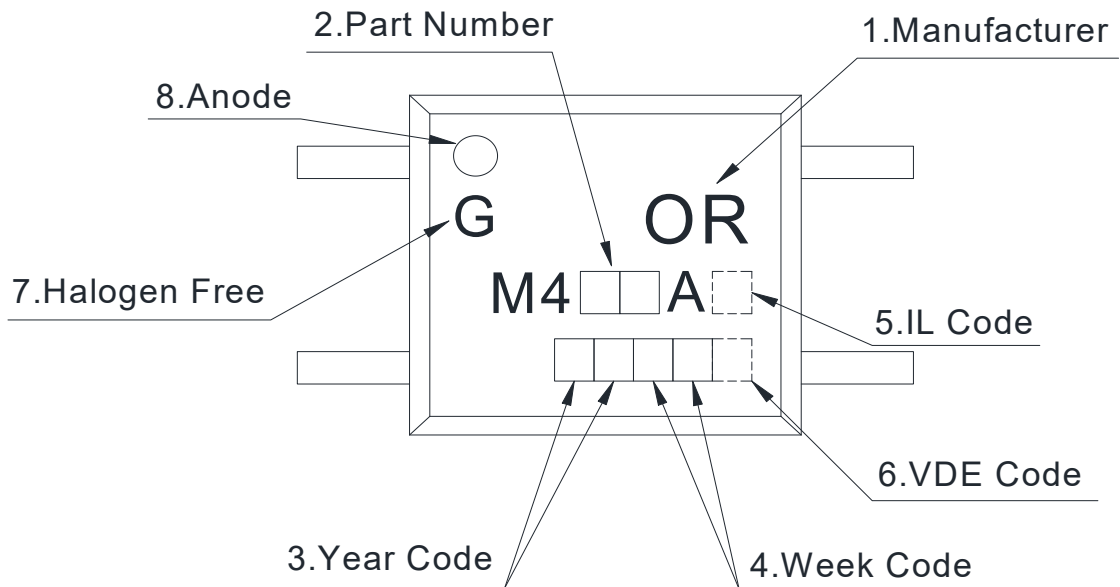 2.Part Number
1.Manufacturer
8.Anode
G
OR
7.Halogen Free
M4 A
5.IL Code
6.VDE Code
3.Year Code
4.Week Code